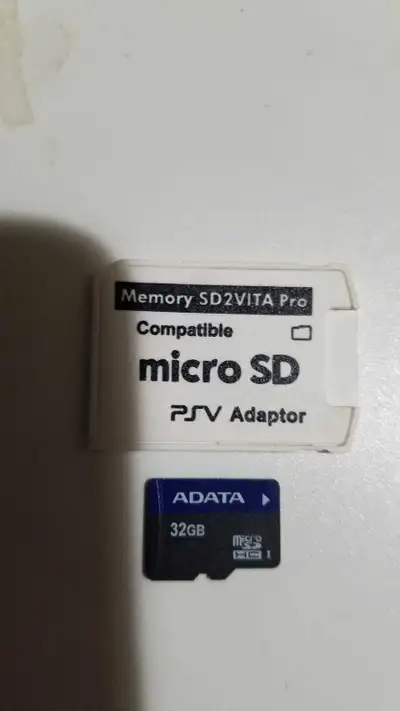 Memory SD2VITA Pro
Compatible
micro SD
PSV Adaptor
ADATA
32GB
micro
SD
HC I